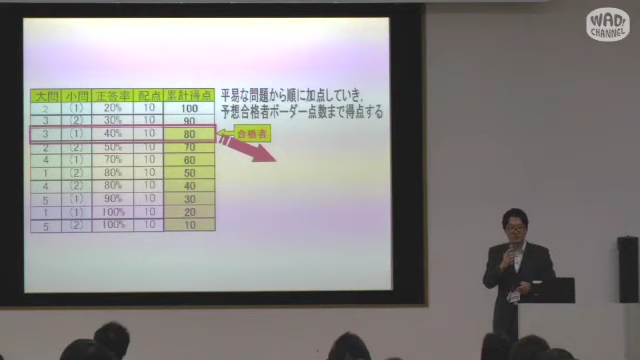 WAD!
CHANNEL
平易な問題から順に加点していき、
予想合格者ボーダー点数まで得点する
大問 小問 正答率 配点 累計得点
2 (1) 20% 10 100
3 (2) 30% 10 90
3 (1) 40% 10 80
合格者
2 (2) 50% 10 70
4 (1) 70% 10 60
1 (2) 80% 10 50
4 (2) 80% 10 40
5 (1) 90% 10 30
1 (1) 100% 10 20
5 (2) 100% 10 10